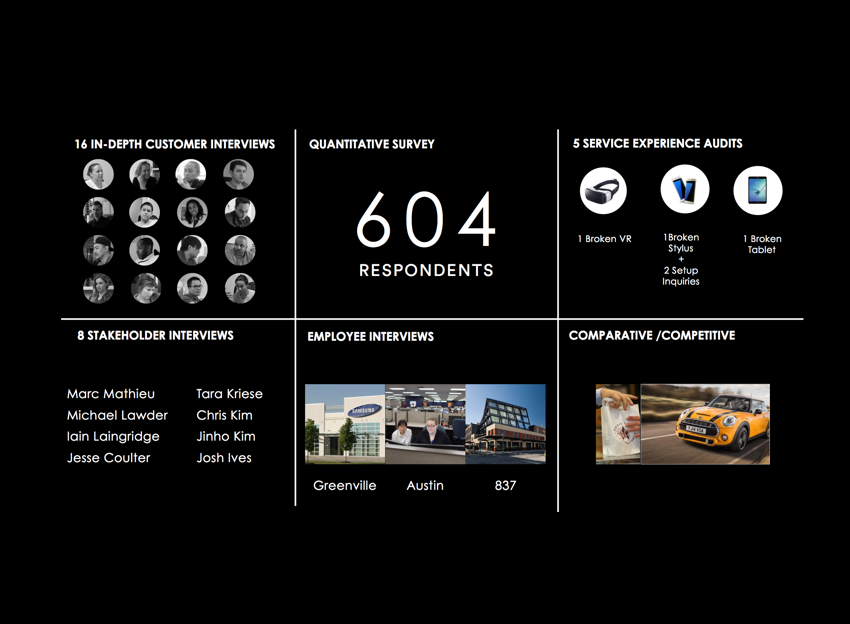 16 IN-DEPTH CUSTOMER INTERVIEWS
QUANTITATIVE SURVEY
604
RESPONDENTS
5 SERVICE EXPERIENCE AUDITS
1 Broken VR
1Broken
Stylus
+
2 Setup
Inquiries
1 Broken
Tablet
8 STAKEHOLDER INTERVIEWS
Marc Mathieu
Michael Lawder
Iain Laingridge
Jesse Coulter
Tara Kriese
Chris Kim
Jinho Kim
Josh Ives
EMPLOYEE INTERVIEWS
SAMSUNG
Greenville
Austin
837
COMPARATIVE /COMPETITIVE